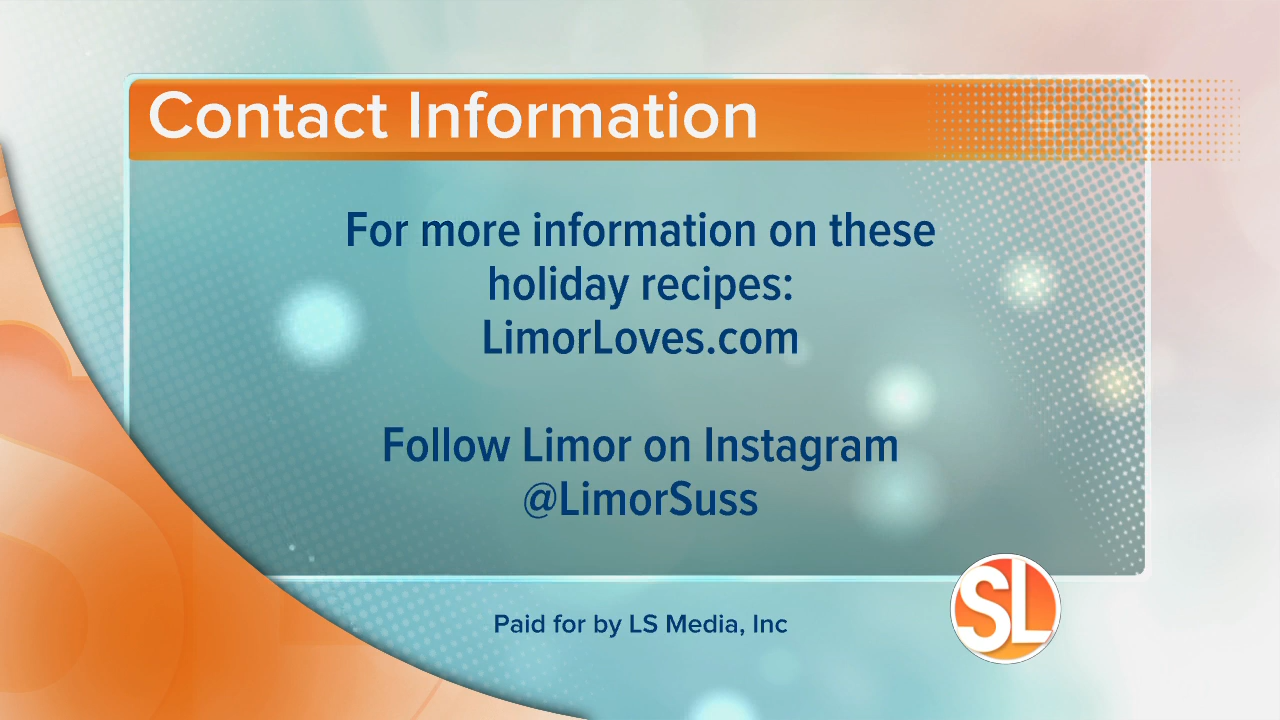 Contact Information
For more information on these
holiday recipes:
LimorLoves.com
Follow Limor on Instagram
@LimorSuss
Paid for by LS Media, Inc
SL